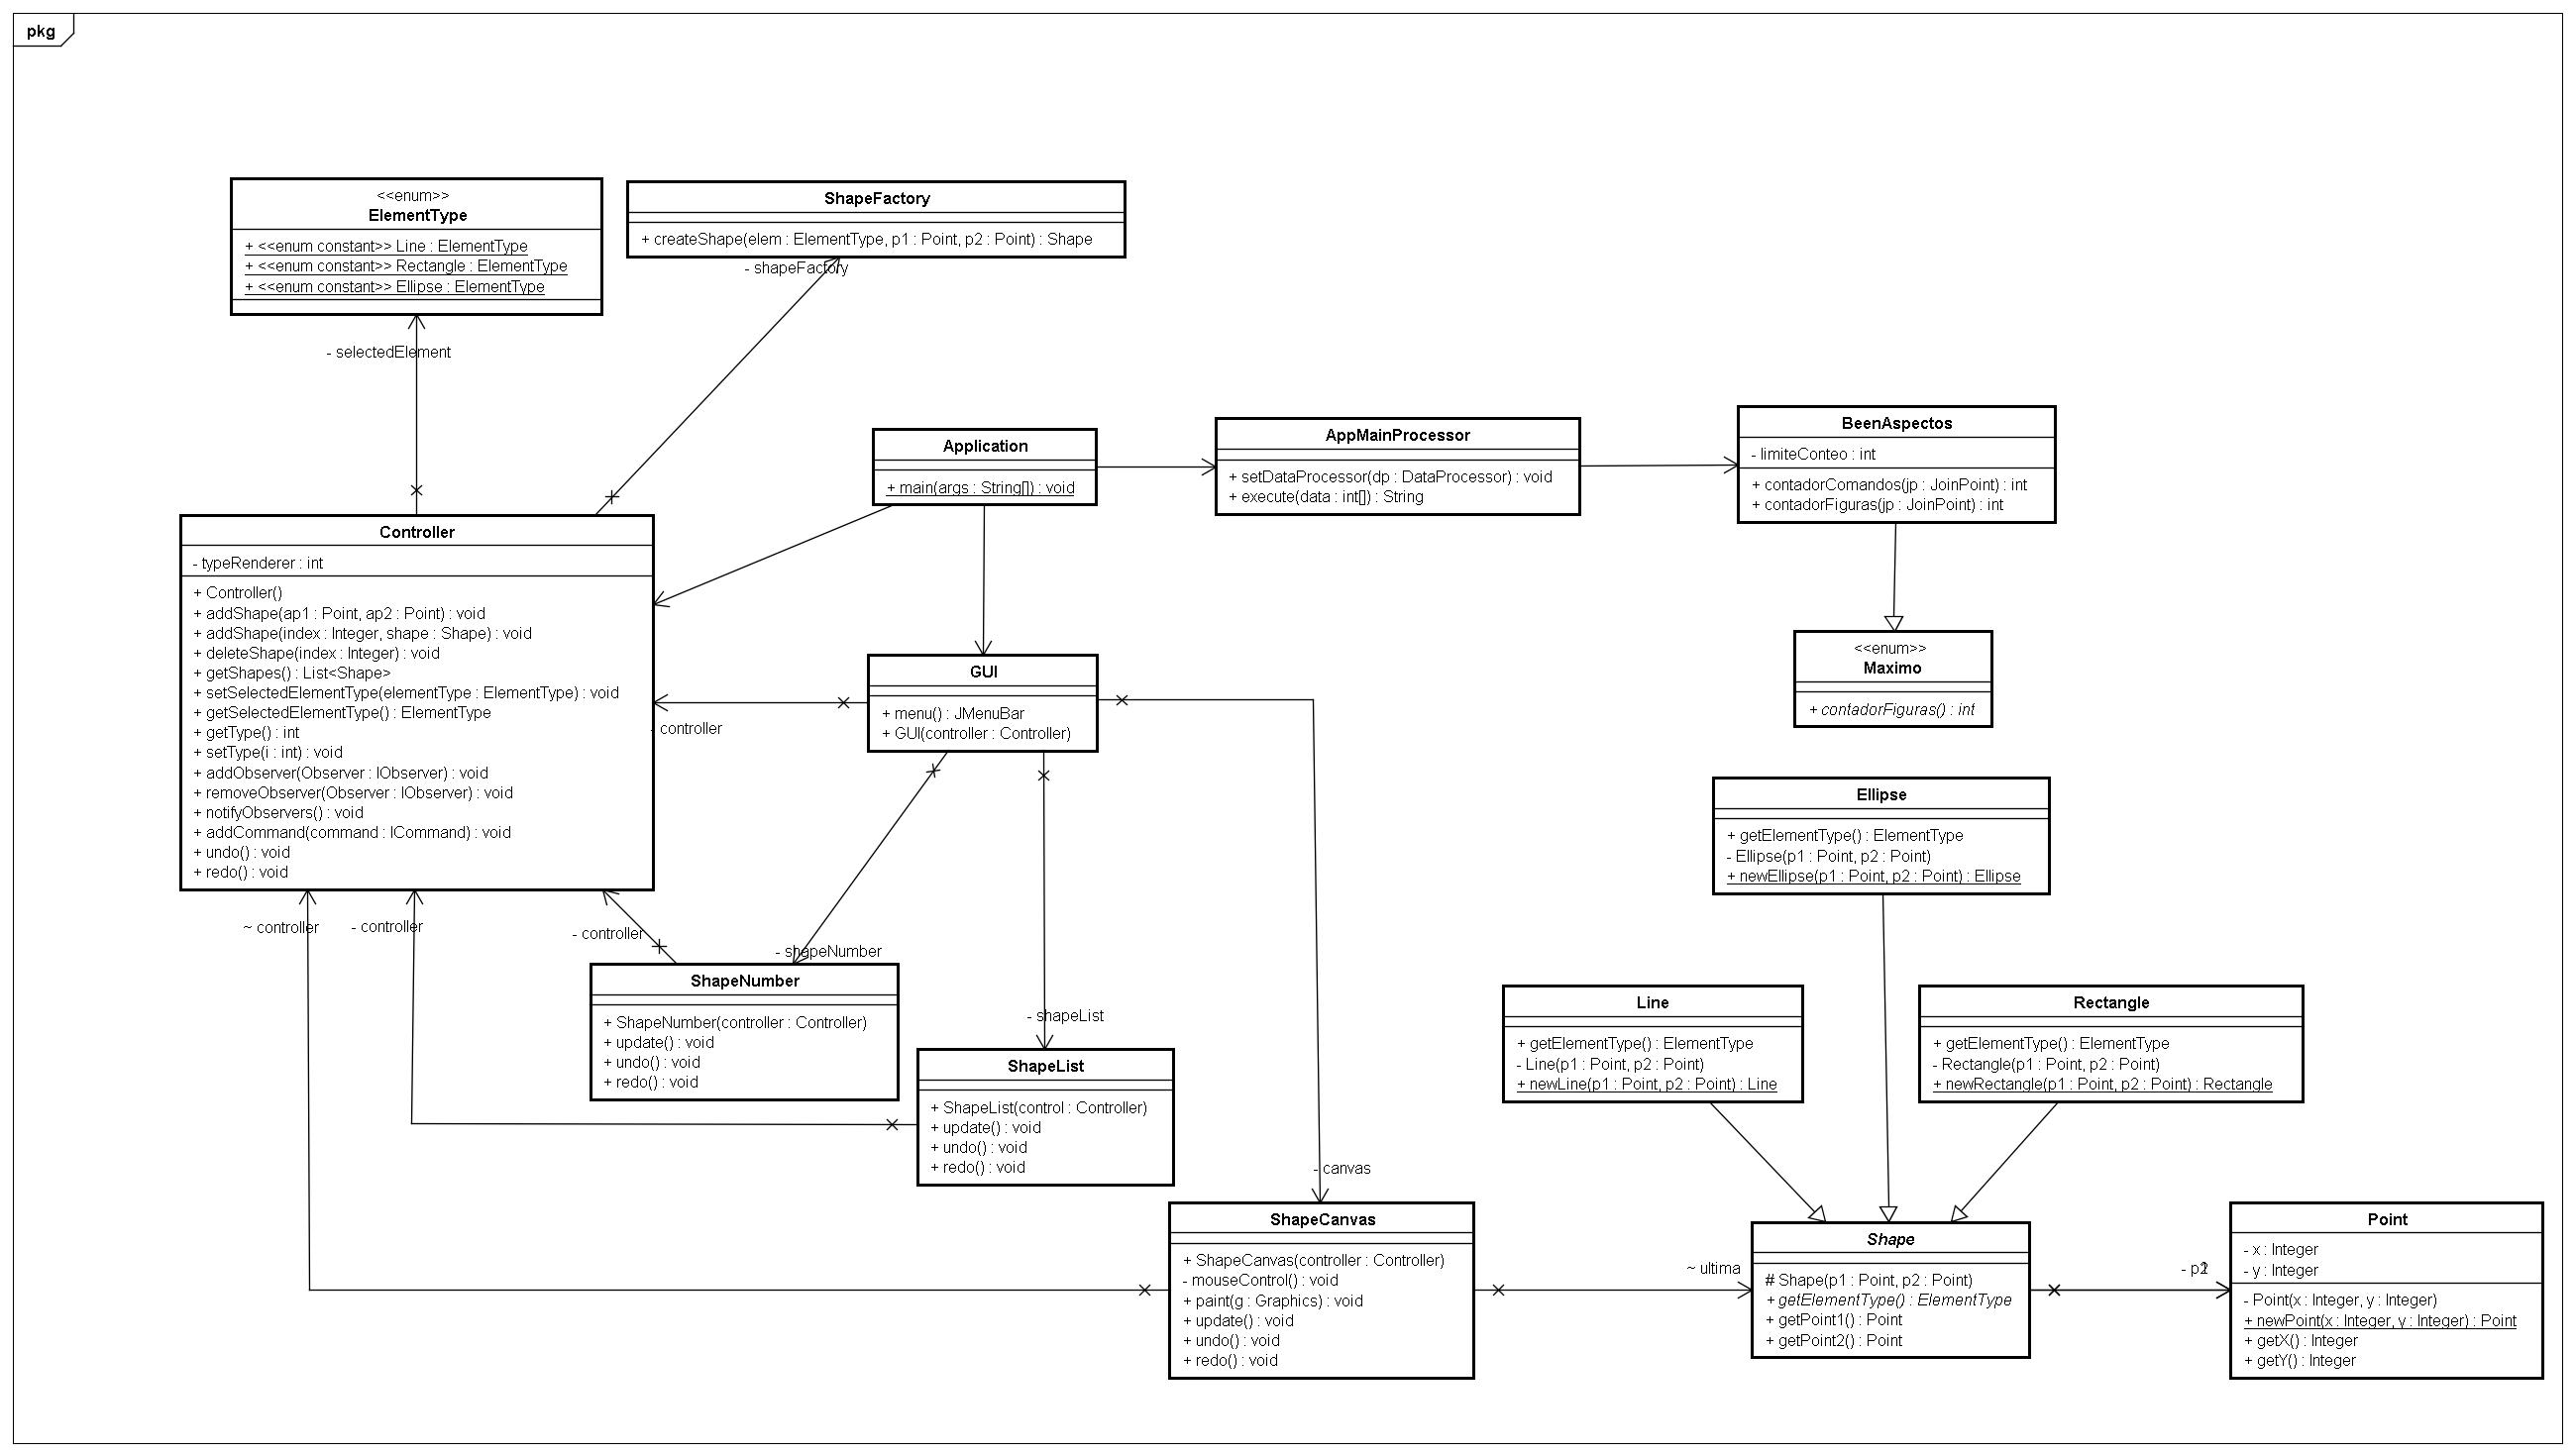 pkg
<<enum>>
ElementType
+ <<enum constant>> Line : ElementType
+ <<enum constant>> Rectangle : ElementType
+ <<enum constant>> Ellipse : ElementType
ShapeFactory
+ createShape(elem : ElementType, p1 : Point, p2 : Point) : Shape
- shapeFactory
- selectedElement
Application
+ main(args : String[]) : void
AppMainProcessor
+ setDataProcessor(dp : DataProcessor) : void
+ execute(data : int[]) : String
BeenAspectos
- limiteConteo : int
+ contadorComandos(jp : JoinPoint) : int
+ contadorFiguras(jp : JoinPoint) : int
Controller
- typeRenderer : int
+ Controller()
+ addShape(ap1 : Point, ap2 : Point) : void
+ addShape(index : Integer, shape : Shape) : void
+ deleteShape(index : Integer) : void
+ getShapes() : List<Shape>
+ setSelectedElementType(elementType : ElementType) : void
+ getSelectedElementType() : ElementType
+ getType() : int
+ setType(i : int) : void
+ addObserver(Observer : IObserver) : void
+ removeObserver(Observer : IObserver) : void
+ notifyObservers() : void
+ addCommand(command : ICommand) : void
+ undo() : void
+ redo() : void
GUI
+ menu() : JMenuBar
+ GUI(controller : Controller)
- controller
<<enum>>
Maximo
+ contadorFiguras() : int
Ellipse
+ getElementType() : ElementType
- Ellipse(p1 : Point, p2 : Point)
+ newEllipse(p1 : Point, p2 : Point) : Ellipse
~ controller
- controller
- controller
- shapeNumber
ShapeNumber
+ ShapeNumber(controller : Controller)
+ update() : void
+ undo() : void
+ redo() : void
- shapeList
ShapeList
+ ShapeList(control : Controller)
+ update() : void
+ undo() : void
+ redo() : void
Line
+ getElementType() : ElementType
- Line(p1 : Point, p2 : Point)
+ newLine(p1 : Point, p2 : Point) : Line
Rectangle
+ getElementType() : ElementType
- Rectangle(p1 : Point, p2 : Point)
+ newRectangle(p1 : Point, p2 : Point) : Rectangle
- canvas
ShapeCanvas
+ ShapeCanvas(controller : Controller)
- mouseControl() : void
+ paint(g : Graphics) : void
+ update() : void
+ undo() : void
+ redo() : void
~ ultima
Shape
# Shape(p1 : Point, p2 : Point)
+ getElementType() : ElementType
+ getPoint1() : Point
+ getPoint2() : Point
Point
- x : Integer
- y : Integer
- Point(x : Integer, y : Integer)
+ newPoint(x : Integer, y : Integer) : Point
+ getX() : Integer
+ getY() : Integer